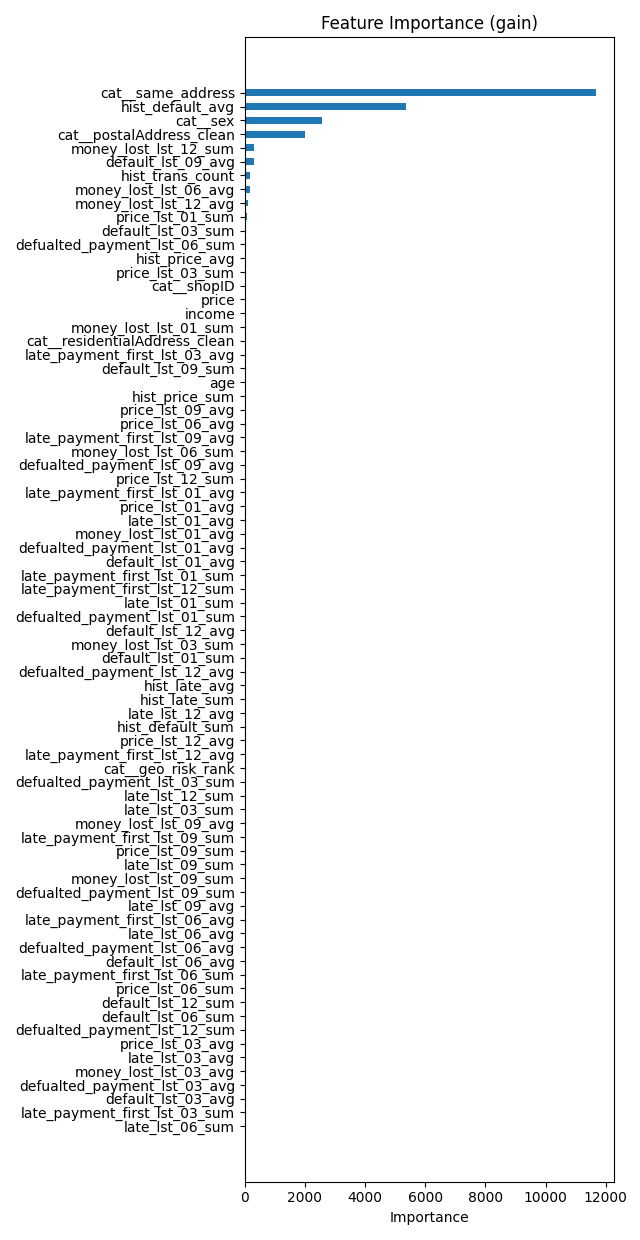 Feature Importance (gain)
cat__same_address
hist_default_avg
cat__sex
cat__postalAddress_clean
money_lost_lst_12_sum
default_lst_09_avg
hist_trans_count
money_lost_lst_06_avg
money_lost_lst_12_avg
price_lst_01_sum
default_lst_03_sum
defualted_payment_lst_06_sum
hist_price_avg
price_lst_03_sum
cat__shopID
price
income
money_lost_lst_01_sum
cat__residentialAddress_clean
late_payment_first_lst_03_avg
default_lst_09_sum
age
hist_price_sum
price_lst_09_avg
price_lst_06_avg
late_payment_first_lst_09_avg
money_lost_lst_06_sum
defualted_payment_lst_09_avg
price_lst_12_sum
late_payment_first_lst_01_avg
price_lst_01_avg
late_lst_01_avg
money_lost_lst_01_avg
defualted_payment_lst_01_avg
default_lst_01_avg
late_payment_first_lst_01_sum
late_payment_first_lst_12_sum
late_lst_01_sum
defualted_payment_lst_01_sum
default_lst_12_avg
money_lost_lst_03_sum
default_lst_01_sum
defualted_payment_lst_12_avg
hist_late_avg
hist_late_sum
late_lst_12_avg
hist_default_sum
price_lst_12_avg
late_payment_first_lst_12_avg
cat__geo_risk_rank
defualted_payment_lst_03_sum
late_lst_12_sum
late_lst_03_sum
money_lost_lst_09_avg
late_payment_first_lst_09_sum
price_lst_09_sum
late_lst_09_sum
money_lost_lst_09_sum
defualted_payment_lst_09_sum
late_lst_09_avg
late_payment_first_lst_06_avg
late_lst_06_avg
defualted_payment_lst_06_avg
default_lst_06_avg
late_payment_first_lst_06_sum
price_lst_06_sum
default_lst_12_sum
default_lst_06_sum
defualted_payment_lst_12_sum
price_lst_03_avg
late_lst_03_avg
money_lost_lst_03_avg
defualted_payment_lst_03_avg
default_lst_03_avg
late_payment_first_lst_03_sum
late_lst_06_sum
0 2000 4000 6000 8000 10000 12000
Importance